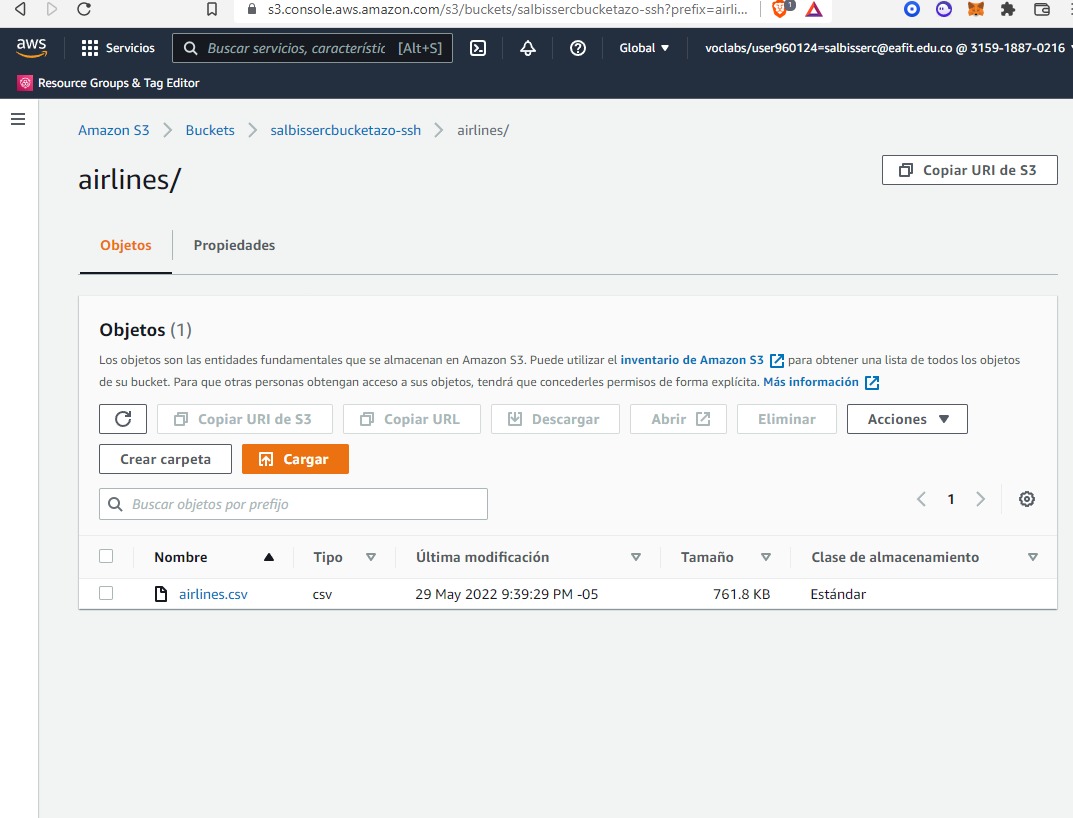 s3.console.aws.amazon.com/s3/buckets/salbissercbucketazo-ssh?prefix=airli...
1
aws
Servicios
Buscar servicios, característic [Alt+S]
Global
voclabs/user960124=salbisserc@eafit.edu.co @ 3159-1887-0216
Resource Groups & Tag Editor
Amazon S3 > Buckets > salbissercbucketazo-ssh > airlines/
airlines/
Copiar URI de S3
Objetos
Propiedades
Objetos (1)
Los objetos son las entidades fundamentales que se almacenan en Amazon S3. Puede utilizar el inventario de Amazon S3 para obtener una lista de todos los objetos
de su bucket. Para que otras personas obtengan acceso a sus objetos, tendrá que concederles permisos de forma explícita. Más información
Copiar URI de S3 Copiar URL Descargar Abrir Eliminar Acciones
Crear carpeta Cargar
Buscar objetos por prefijo
1
Nombre Tipo Última modificación Tamaño Clase de almacenamiento
airlines.csv csv 29 May 2022 9:39:29 PM -05 761.8 KB Estándar